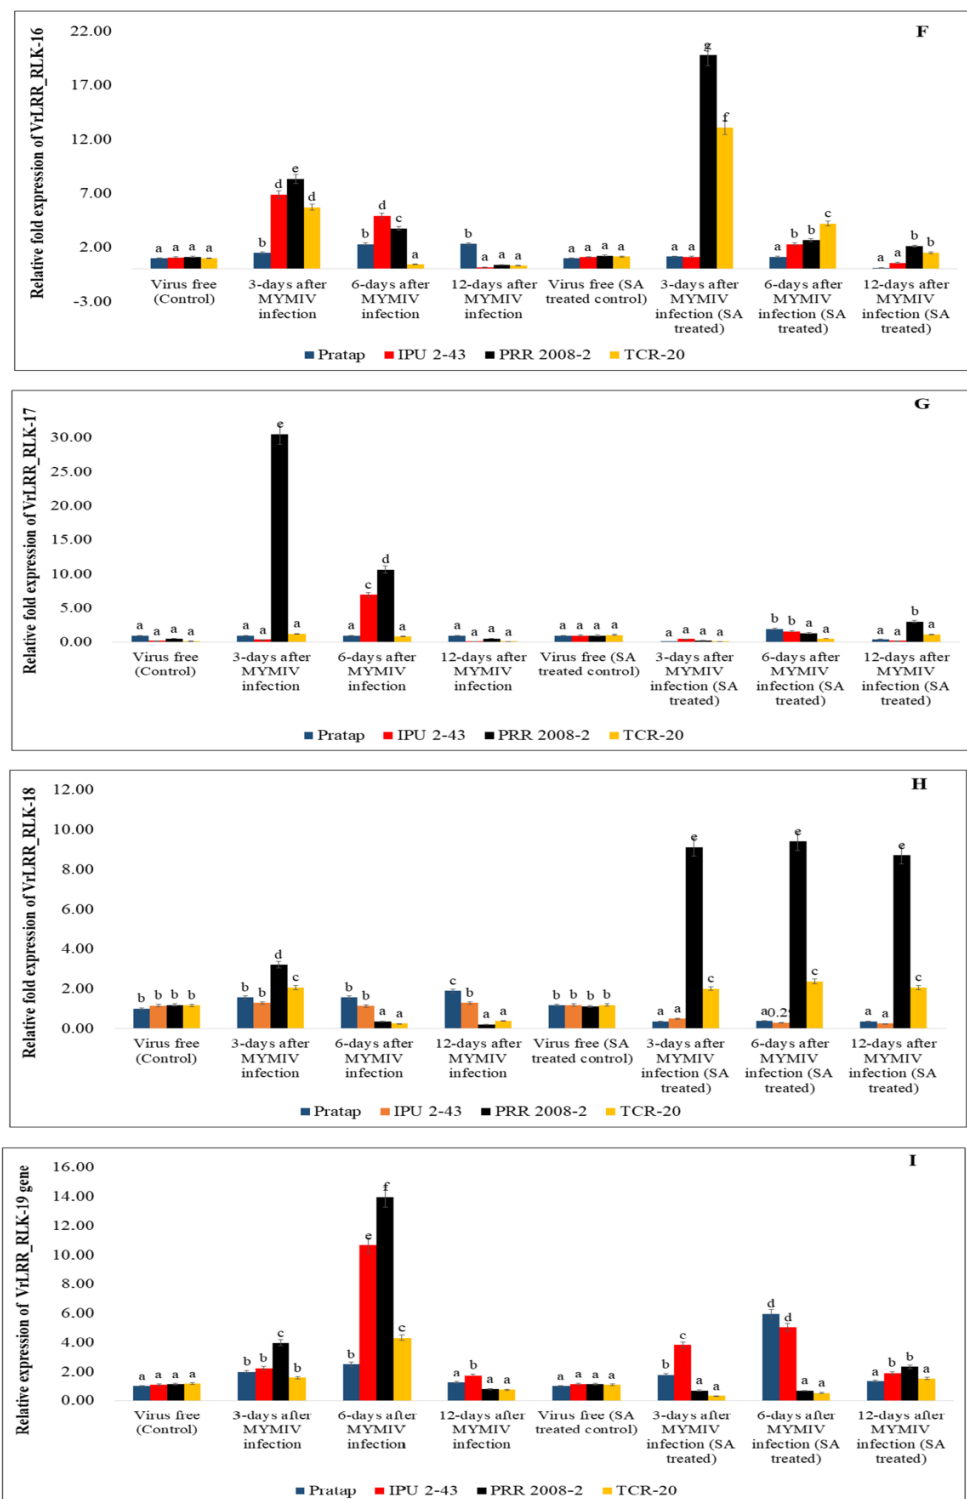 F
Relative fold expression of VrLRR_RLK-16
22.00
17.00
12.00
7.00
2.00
-3.00
a a a a
b d e d
b d c a
b a a a
a a a a
a a g f
a b b c
a a b b
Virus free (Control)
3-days after MYMIV infection
6-days after MYMIV infection
12-days after MYMIV infection
Virus free (SA treated control)
3-days after MYMIV infection (SA treated)
6-days after MYMIV infection (SA treated)
12-days after MYMIV infection (SA treated)
Pratap IPU 2-43 PRR 2008-2 TCR-20
G
Relative fold expression of VrLRR_RLK-17
30.00
25.00
20.00
15.00
10.00
5.00
0.00
a a a a
a a e a
a c d a
a a a a
a a a a
a a a a
b b a a
a a b a
Virus free (Control)
3-days after MYMIV infection
6-days after MYMIV infection
12-days after MYMIV infection
Virus free (SA treated control)
3-days after MYMIV infection (SA treated)
6-days after MYMIV infection (SA treated)
12-days after MYMIV infection (SA treated)
Pratap IPU 2-43 PRR 2008-2 TCR-20
H
Relative fold expression of VrLRR_RLK-18
12.00
10.00
8.00
6.00
4.00
2.00
0.00
b b b b
b b d c
b b a a
c b a a
b b b b
a a e c
a 0.2 e c
a a e c
Virus free (Control)
3-days after MYMIV infection
6-days after MYMIV infection
12-days after MYMIV infection
Virus free (SA treated control)
3-days after MYMIV infection (SA treated)
6-days after MYMIV infection (SA treated)
12-days after MYMIV infection (SA treated)
Pratap IPU 2-43 PRR 2008-2 TCR-20
I
Relative expression of VrLRR_RLK-19 gene
16.00
14.00
12.00
10.00
8.00
6.00
4.00
2.00
0.00
a a a a
b b c b
b e f c
a b a a
a a a a
b c a a
d d a a
a b b a
Virus free (Control)
3-days after MYMIV infection
6-days after MYMIV infection
12-days after MYMIV infection
Virus free (SA treated control)
3-days after MYMIV infection (SA treated)
6-days after MYMIV infection (SA treated)
12-days after MYMIV infection (SA treated)
Pratap IPU 2-43 PRR 2008-2 TCR-20